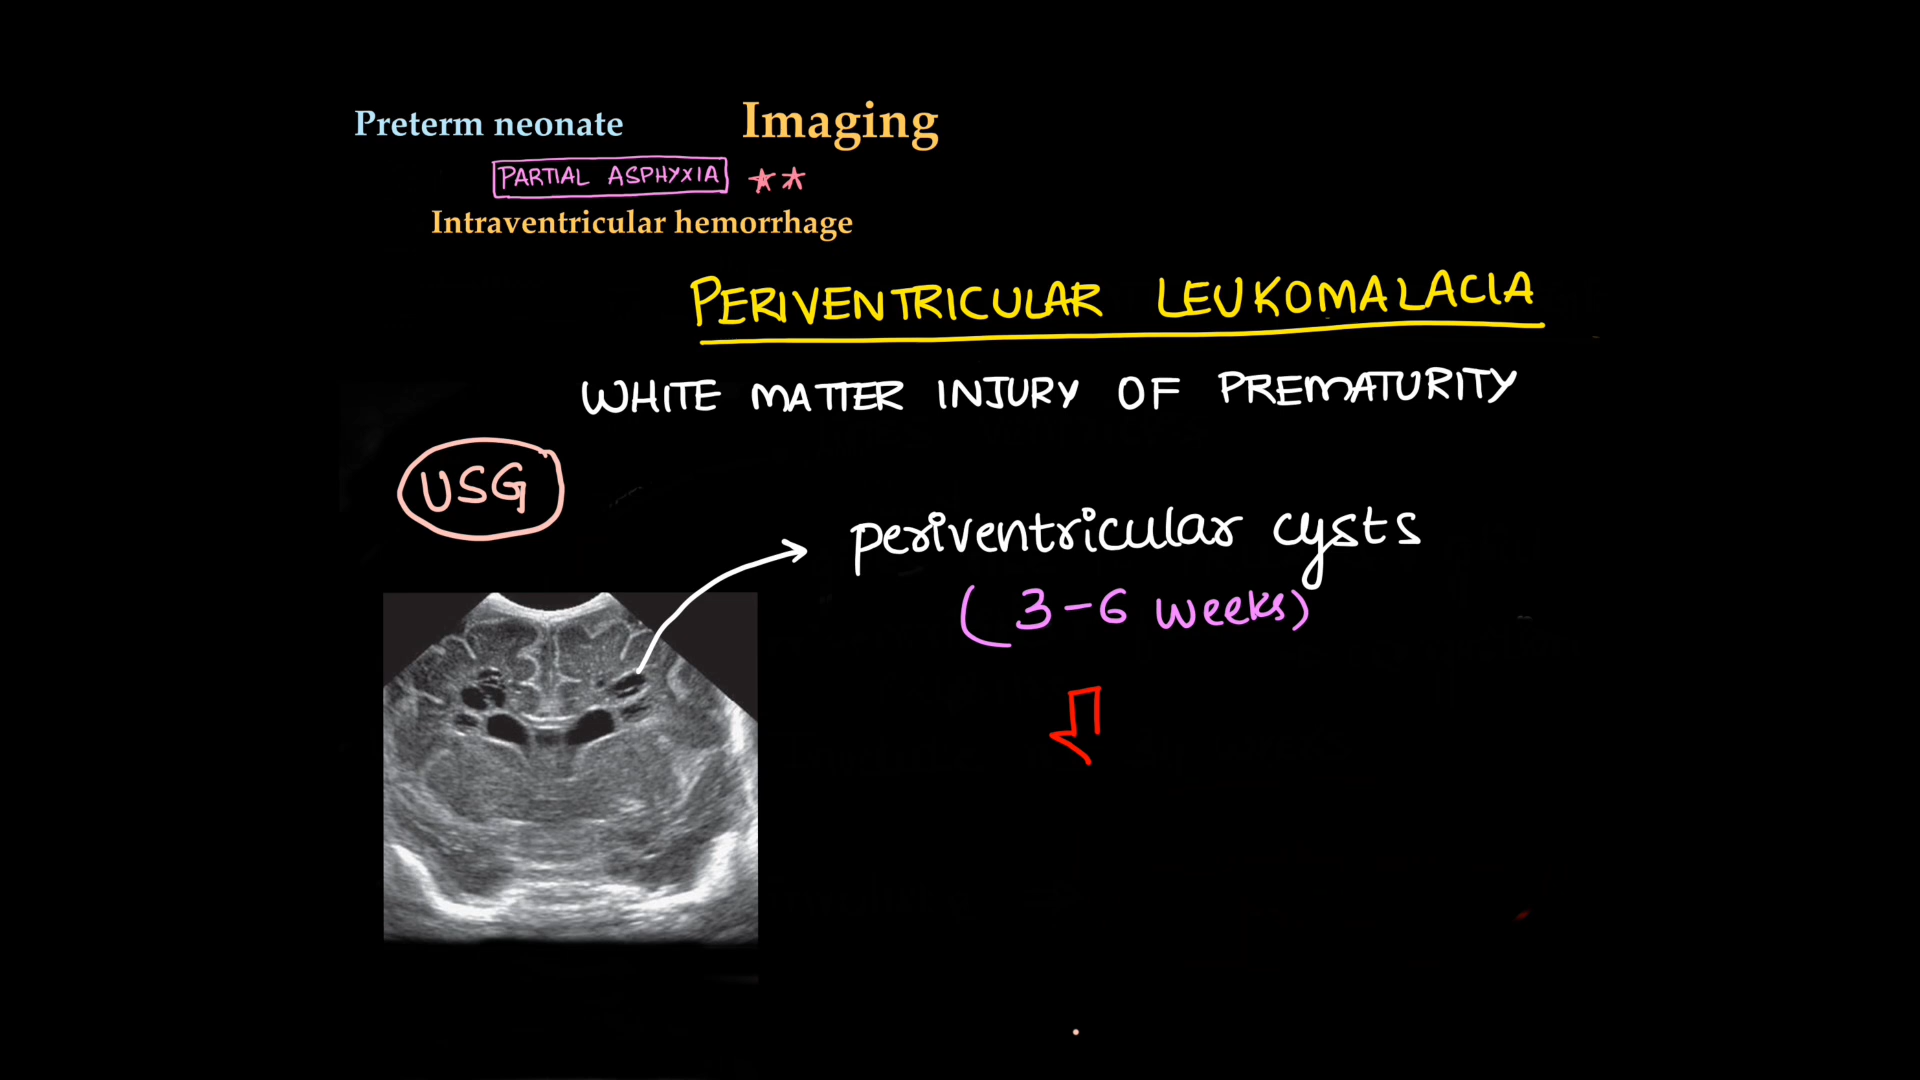 Preterm neonate Imaging
PARTIAL ASPHYXIA **
Intraventricular hemorrhage
PERIVENTRICULAR LEUKOMALACIA
WHITE MATTER INJURY OF PREMATURITY
USG
periventricular cysts
(3-6 weeks)